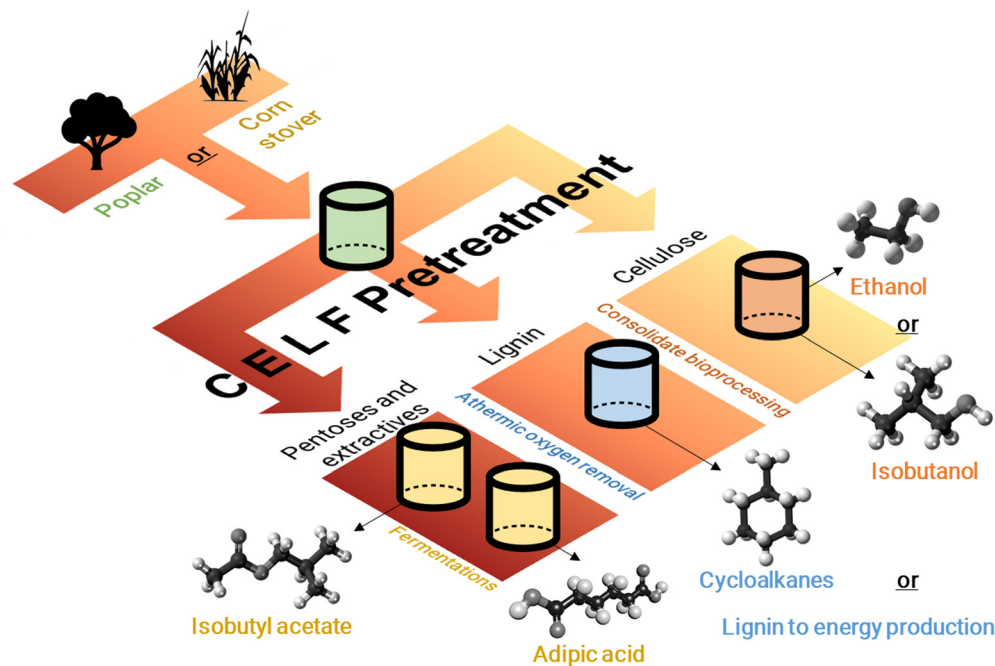 Corn
stover
or
Poplar
CELF Pretreatment
Cellulose
Consolidate bioprocessing
Ethanol
or
Isobutanol
Lignin
Athermic oxygen removal
Pentoses and
extractives
Fermentations
Cycloalkanes
or
Lignin to energy production
Isobutyl acetate
Adipic acid